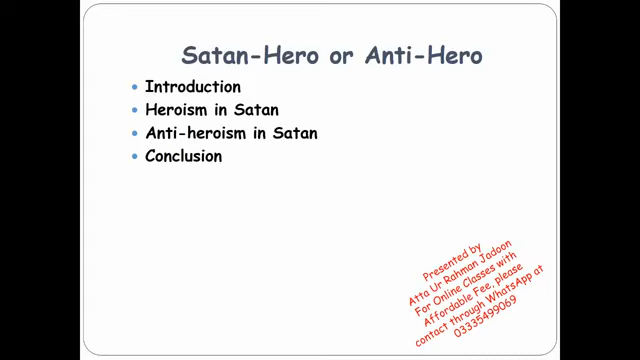 Satan-Hero or Anti-Hero
• Introduction
• Heroism in Satan
• Anti-heroism in Satan
• Conclusion
Presented by
Atta Ur Rahman Jadoon
For Online Classes with
Affordable Fee, please
contact through WhatsApp at
03335499069